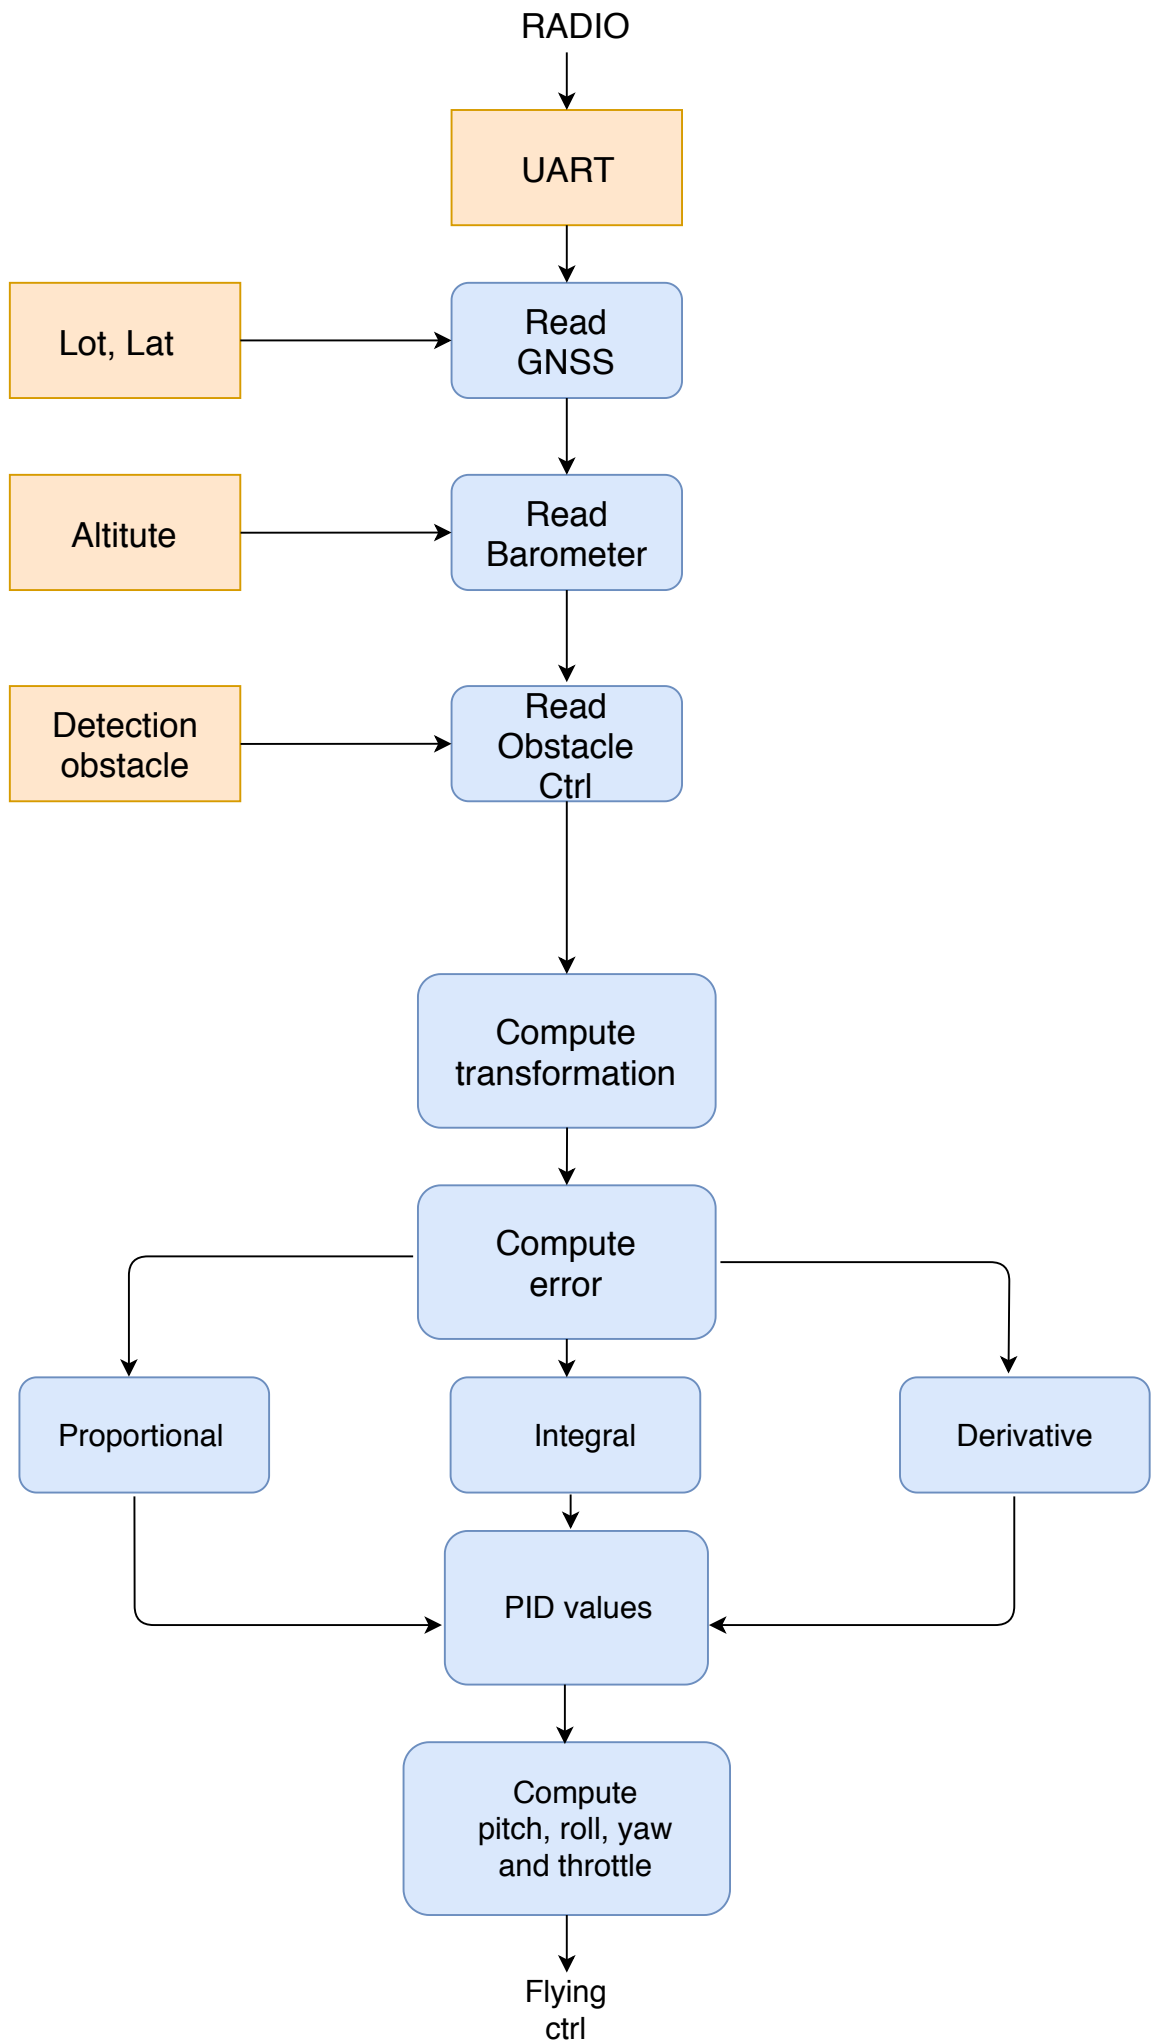 RADIO
UART
Lot, Lat
Read
GNSS
Altitute
Read
Barometer
Detection
obstacle
Read
Obstacle
Ctrl
Compute
transformation
Compute
error
Proportional
Integral
Derivative
PID values
Compute
pitch, roll, yaw
and throttle
Flying
ctrl